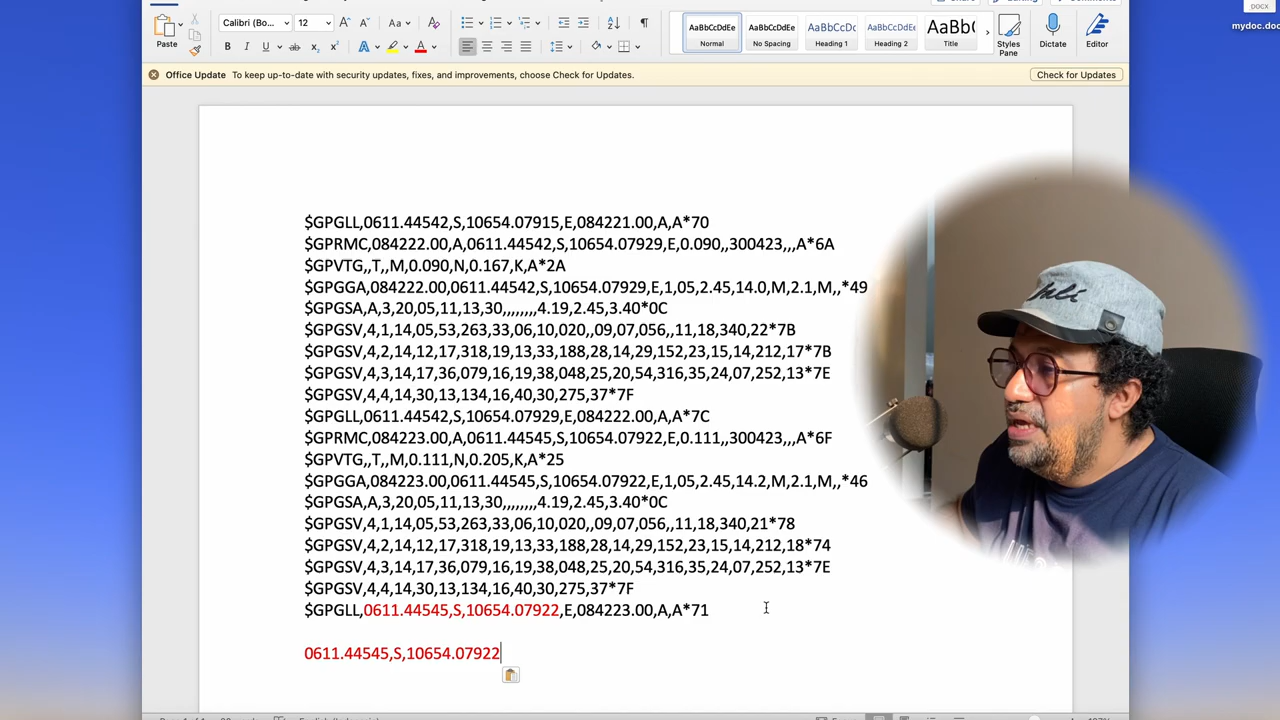 DOCX
mydoc.doc
Calibri (Bo...
12
Aa
Paste
B I U ab A A
AaBbCcDdEe
Normal
AaBbCcDdEe
No Spacing
AaBbCcDc
Heading 1
AaBbCcDdEe
Heading 2
AaBbC
Title
Styles
Pane
Dictate
Editor
Office Update To keep up-to-date with security updates, fixes, and improvements, choose Check for Updates.
Check for Updates
$GPGLL,0611.44542,S,10654.07915,E,084221.00,A,A*70
$GPRMC,084222.00,A,0611.44542,S,10654.07929,E,0.090,,300423,,,A*6A
$GPVTG,,T,,M,0.090,N,0.167,K,A*2A
$GPGGA,084222.00,0611.44542,S,10654.07929,E,1,05,2.45,14.0,M,2.1,M,,*49
$GPGSA,A,3,20,05,11,13,30,,,,,,,,4.19,2.45,3.40*0C
$GPGSV,4,1,14,05,53,263,33,06,10,020,,09,07,056,,11,18,340,22*7B
$GPGSV,4,2,14,12,17,318,19,13,33,188,28,14,29,152,23,15,14,212,17*7B
$GPGSV,4,3,14,17,36,079,16,19,38,048,25,20,54,316,35,24,07,252,13*7E
$GPGSV,4,4,14,30,13,134,16,40,30,275,37*7F
$GPGLL,0611.44542,S,10654.07929,E,084222.00,A,A*7C
$GPRMC,084223.00,A,0611.44545,S,10654.07922,E,0.111,,300423,,,A*6F
$GPVTG,,T,,M,0.111,N,0.205,K,A*25
$GPGGA,084223.00,0611.44545,S,10654.07922,E,1,05,2.45,14.2,M,2.1,M,,*46
$GPGSA,A,3,20,05,11,13,30,,,,,,,,4.19,2.45,3.40*0C
$GPGSV,4,1,14,05,53,263,33,06,10,020,,09,07,056,,11,18,340,21*78
$GPGSV,4,2,14,12,17,318,19,13,33,188,28,14,29,152,23,15,14,212,18*74
$GPGSV,4,3,14,17,36,079,16,19,38,048,25,20,54,316,35,24,07,252,13*7E
$GPGSV,4,4,14,30,13,134,16,40,30,275,37*7F
$GPGLL,0611.44545,S,10654.07922,E,084223.00,A,A*71
0611.44545,S,10654.07922